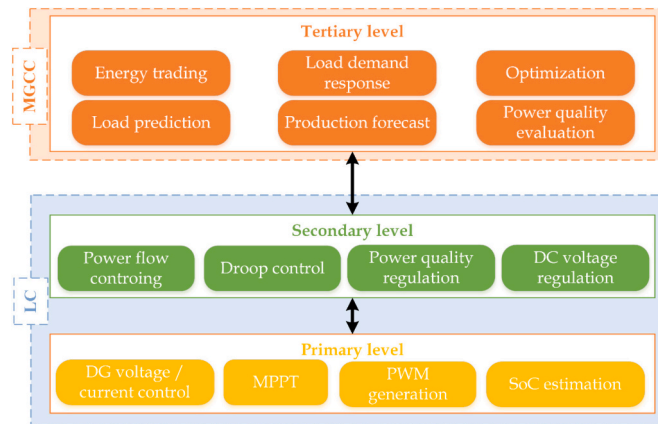 MGCC
Tertiary level
Energy trading
Load demand
response
Optimization
Load prediction
Production forecast
Power quality
evaluation
LC
Secondary level
Power flow
controing
Droop control
Power quality
regulation
DC voltage
regulation
Primary level
DG voltage /
current control
MPPT
PWM
generation
SoC estimation